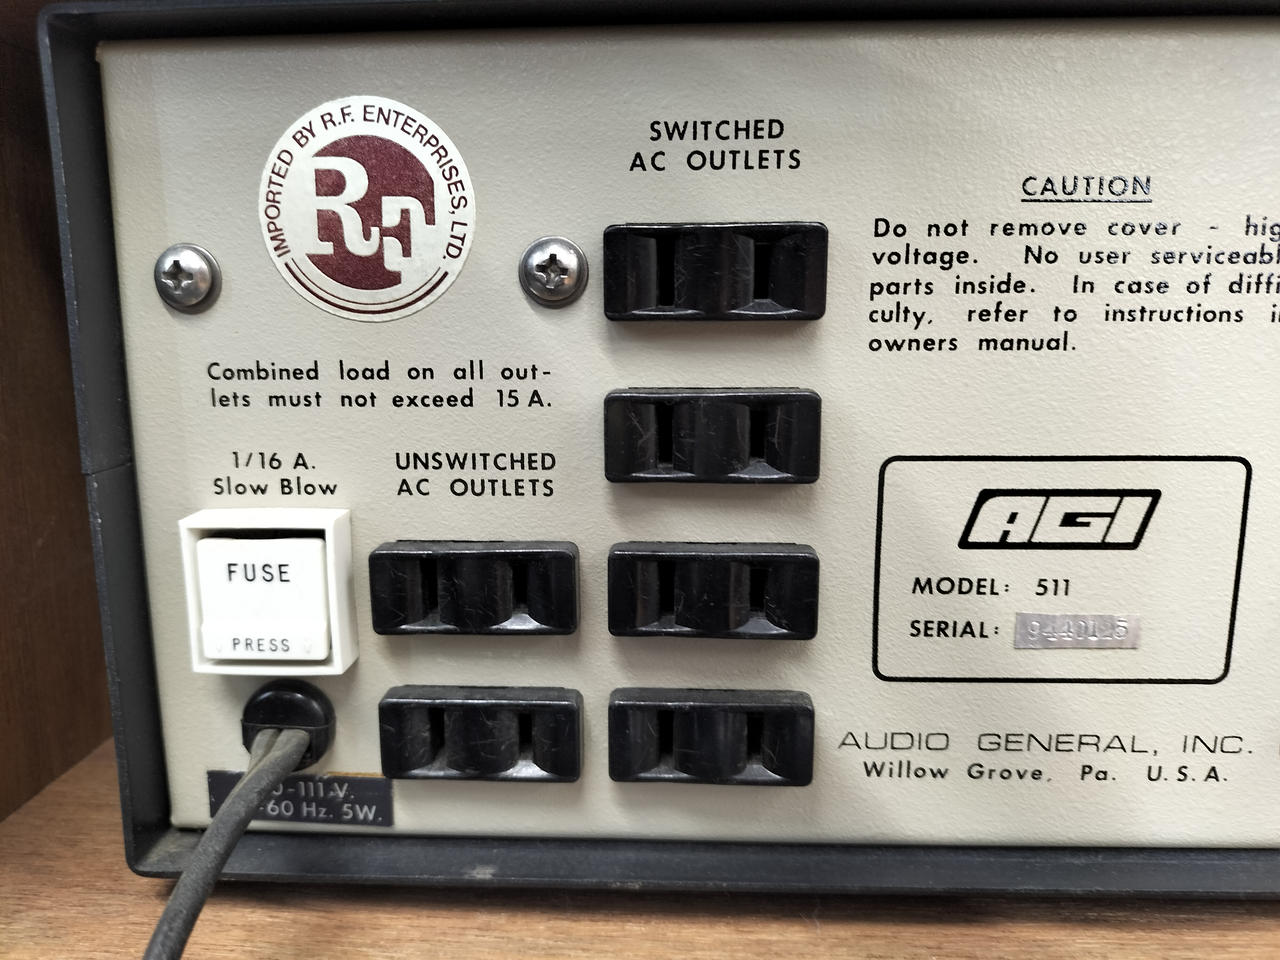 IMPORTED BY R.F. ENTERPRISES, LTD.
RF
SWITCHED
AC OUTLETS
CAUTION
Do not remove cover -
voltage. No user
parts inside. In case of
culty, refer to instructions
owners manual.
Combined load on all out-
lets must not exceed 15 A.
1/16 A.
Slow Blow
UNSWITCHED
AC OUTLETS
FUSE
PRESS
AGI
MODEL: 511
SERIAL:
AUDIO GENERAL, INC.
Willow Grove, Pa. U.S.A.
60 Hz. 5W.